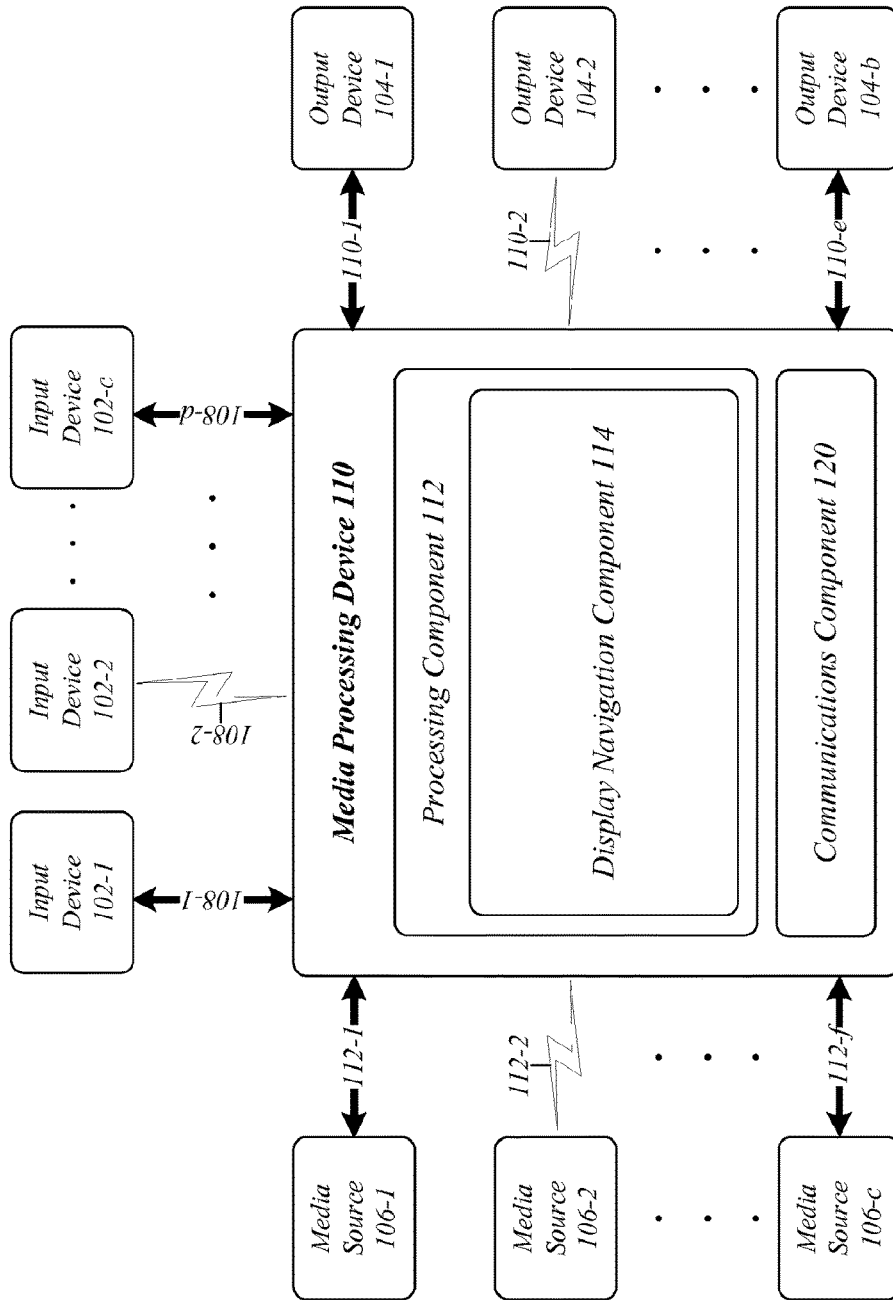 Input
Device
102-1
Input
Device
102-2
Input
Device
102-c
108-1
108-2
108-d
Media
Source
106-1
Media
Source
106-2
Media
Source
106-c
112-1
112-2
112-f
Media Processing Device 110
Processing Component 112
Display Navigation Component 114
Communications Component 120
110-1
110-2
110-e
Output
Device
104-1
Output
Device
104-2
Output
Device
104-b